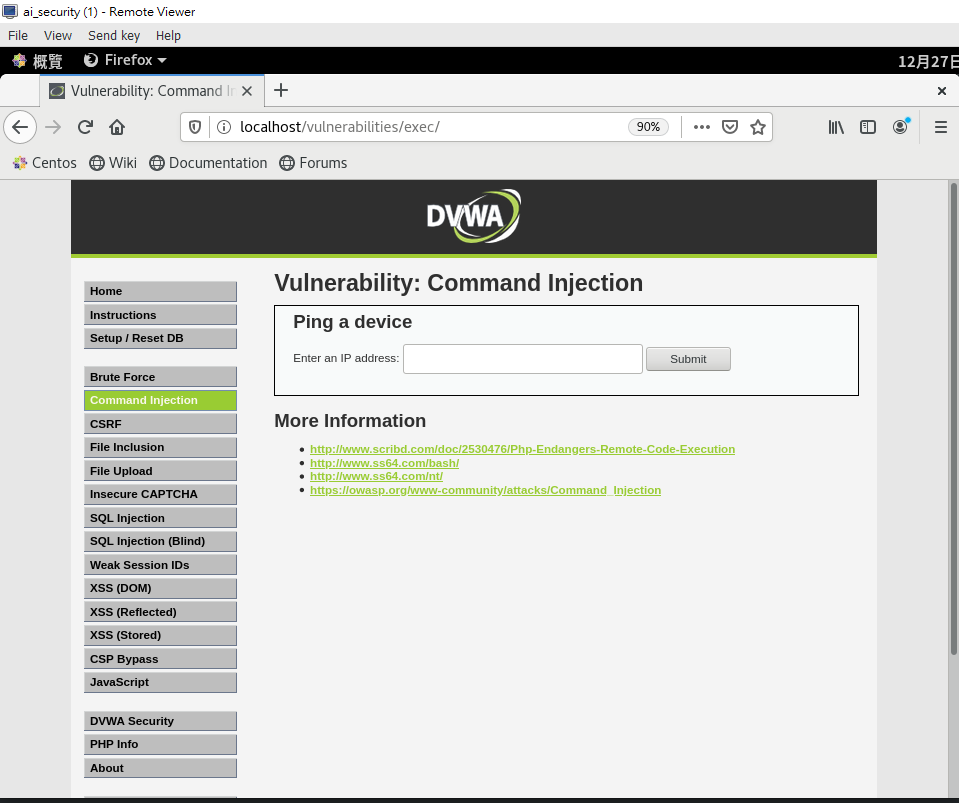 ai_security (1) - Remote Viewer
File View Send key Help
概覽 Firefox 12月27日
Vulnerability: Command In
localhost/vulnerabilities/exec/ 90%
Centos Wiki Documentation Forums
DVWA
Vulnerability: Command Injection
Home
Instructions
Setup / Reset DB
Brute Force
Command Injection
CSRF
File Inclusion
File Upload
Insecure CAPTCHA
SQL Injection
SQL Injection (Blind)
Weak Session IDs
XSS (DOM)
XSS (Reflected)
XSS (Stored)
CSP Bypass
JavaScript
DVWA Security
PHP Info
About
Ping a device
Enter an IP address: Submit
More Information
http://www.scribd.com/doc/2530476/Php-Endangers-Remote-Code-Execution
http://www.ss64.com/bash/
http://www.ss64.com/nt/
https://owasp.org/www-community/attacks/Command_Injection